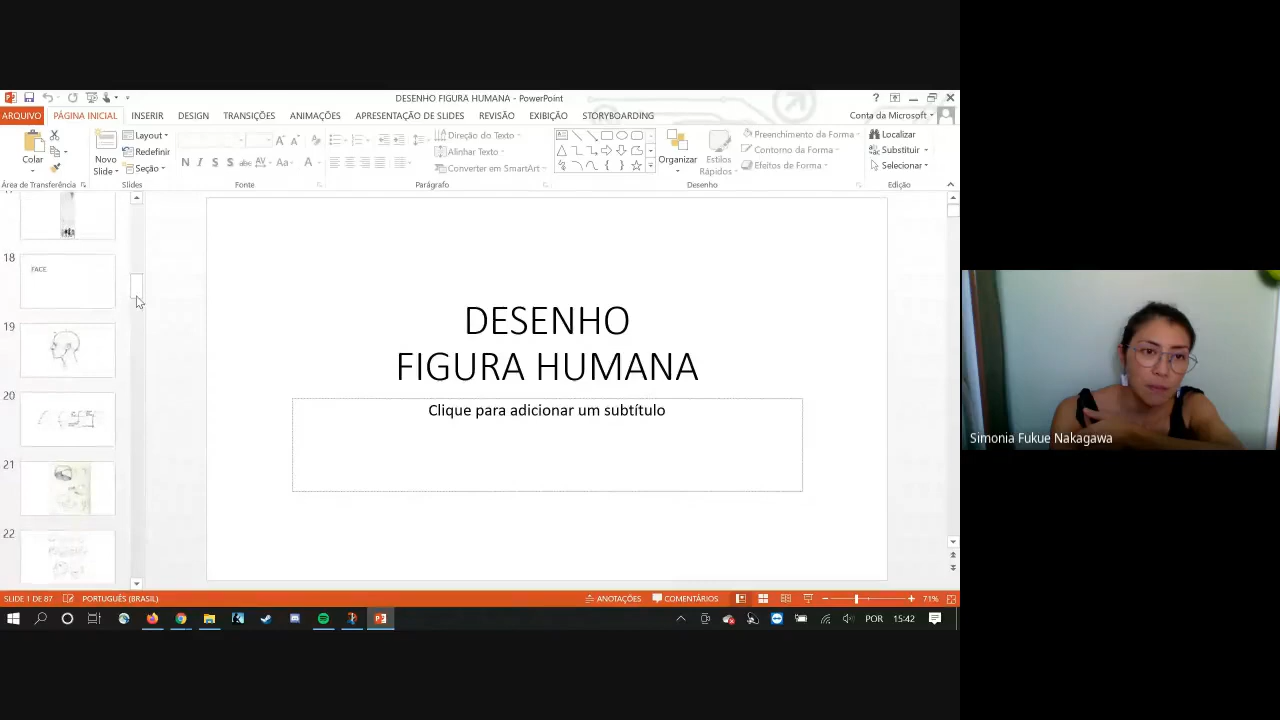 DESENHO FIGURA HUMANA - PowerPoint
ARQUIVO PÁGINA INICIAL INSERIR DESIGN TRANSIÇÕES ANIMAÇÕES APRESENTAÇÃO DE SLIDES REVISÃO EXIBIÇÃO STORYBOARDING Conta da Microsoft
Colar
Novo
Slide
Layout
Redefinir
Seção
Direção do Texto
Alinhar Texto
Converter em SmartArt
Organizar
Estilos
Rápidos
Preenchimento da Forma
Contorno da Forma
Efeitos de Forma
Localizar
Substituir
Selecionar
Área de Transferência Slides Fonte Parágrafo Desenho Edição
18
FACE
19
20
21
22
DESENHO
FIGURA HUMANA
Clique para adicionar um subtítulo
Simonia Fukue Nakagawa
SLIDE 1 DE 87 PORTUGUÊS (BRASIL) ANOTAÇÕES COMENTÁRIOS 71%
POR 15:42